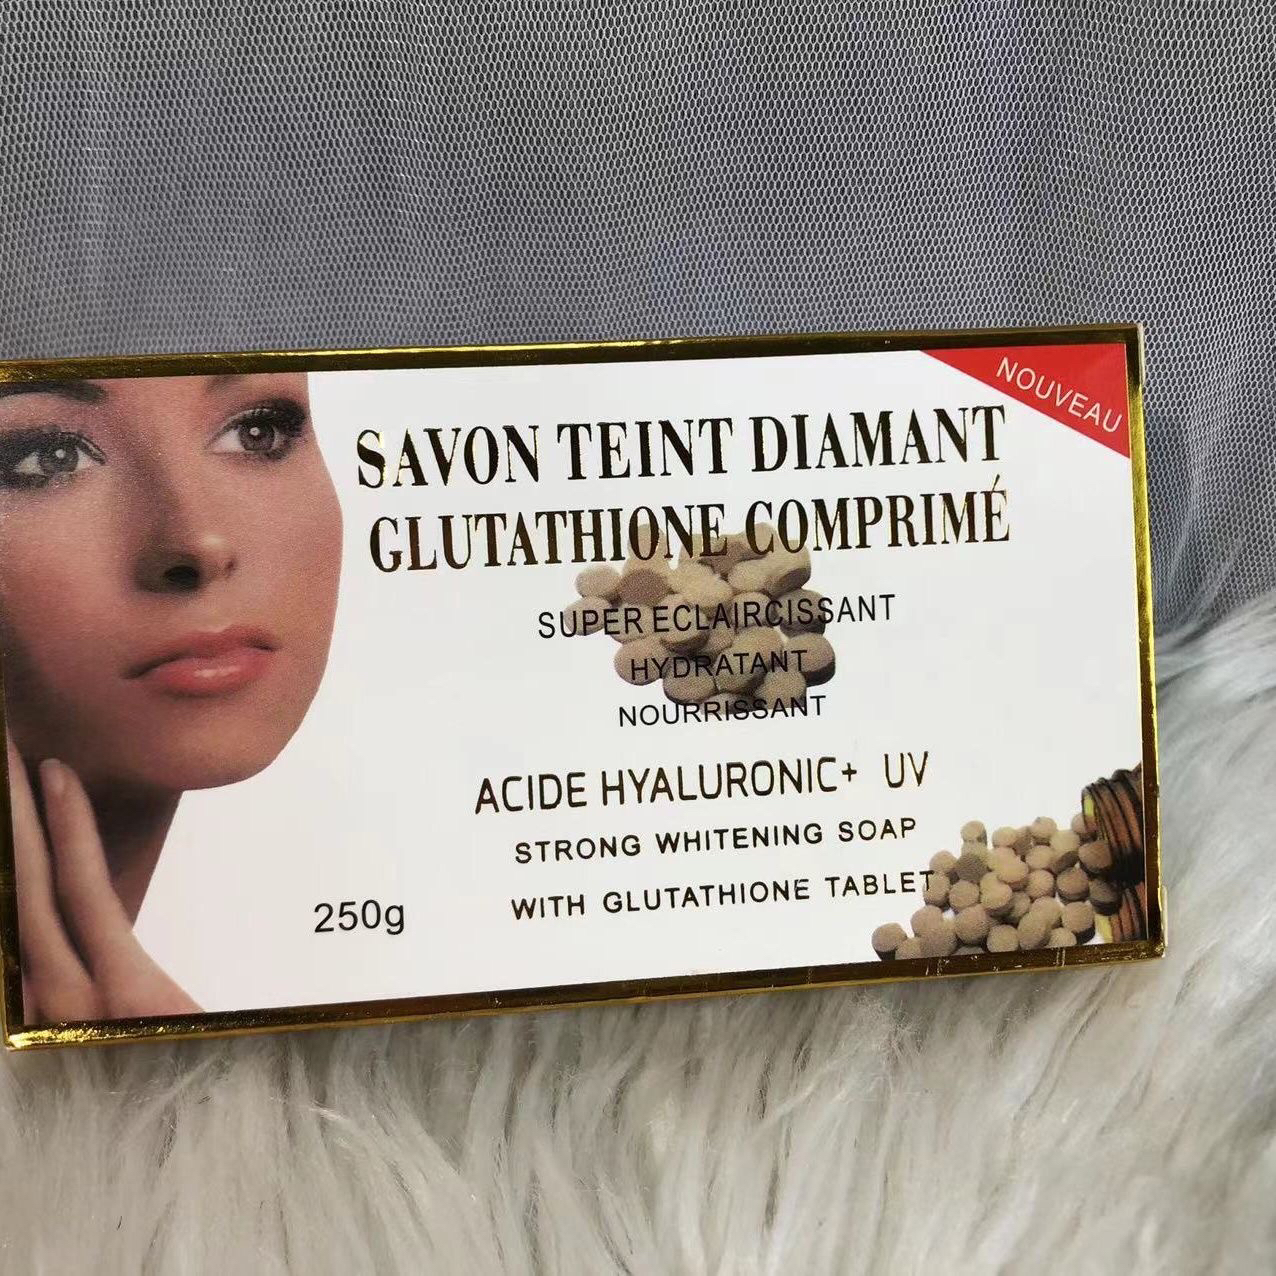 NOUVEAU
SAVON TEINT DIAMANT
GLUTATHIONE COMPRIMÉ
SUPER ECLAIRCISSANT
HYDRATANT
NOURRISSANT
ACIDE HYALURONIC+ UV
STRONG WHITENING SOAP
WITH GLUTATHIONE TABLET
250g